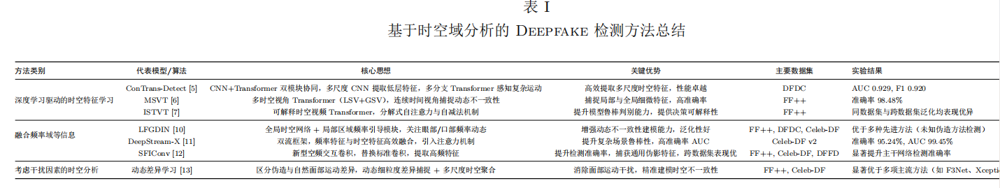 表 I
基于时空域分析的 DEEPFAKE 检测方法总结
方法类别 代表模型/算法 核心思想 关键优势 主要数据集 实验结果
ConTrans-Detect [5] CNN+Transformer 双模块协同，多尺度 CNN 提取低层特征，多分支 Transformer 感知复杂运动 高效提取多尺度时空特征，性能卓越 DFDC AUC 0.929, F1 0.920
深度学习驱动的时空特征学习 MSVT [6] 多时空视角 Transformer（LSV+GSV），连续时间视角捕捉动态不一致性 捕捉局部与全局细微特征，高准确率 FF++ 准确率 98.48%
ISTVT [7] 可解释时空视频 Transformer，分解式自注意力与自减法机制 提升模型鲁棒判别能力，提供决策可解释性 FF++ 同数据集与跨数据集泛化均表现优异
LFGDIN [10] 全局时空网络 + 局部区域频率引导模块，关注眼部/口部频率动态 增强动态不一致性建模能力，泛化性好 FF++, DFDC, Celeb-DF 优于多种先进方法（未知伪造方法检测）
融合频率域等信息 DeepStream-X [11] 双流框架，频率特征与时空特征高效融合，引入注意力机制 提升复杂场景鲁棒性，高准确率 AUC Celeb-DF v2 准确率 95.24%, AUC 99.45%
SFIConv [12] 新型空频交互卷积，替换标准卷积，提取高频特征 提升检测准确率，捕获通用伪影特征，跨数据集表现优 FF++, Celeb-DF, DFFD 显著提升主干网络检测准确率
考虑干扰因素的时空分析 动态差异学习 [13] 区分伪造与自然面部运动差异，动态细粒度差异捕捉 + 多尺度时空聚合 消除面部运动干扰，精准建模时空不一致性 FF++, Celeb-DF 显著优于多项主流方法（如 F3Net、Xcepti